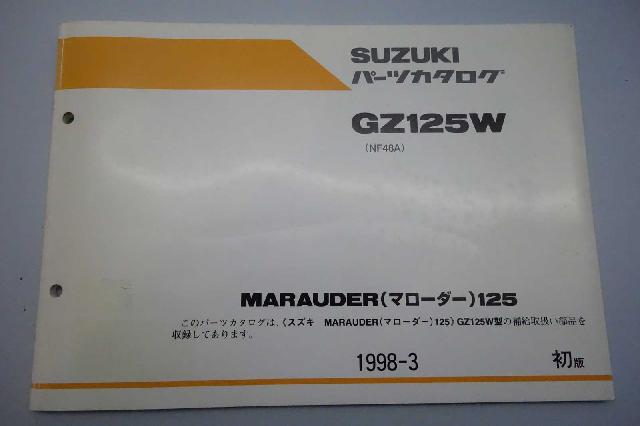 SUZUKI
パーツカタログ
GZ125W
(NF48A)
MARAUDER(マローダー)125
このパーツカタログは、《スズキ MARAUDER(マローダー)125》GZ125W型の補給取扱い部品を
収録してあります。
1998-3 初版